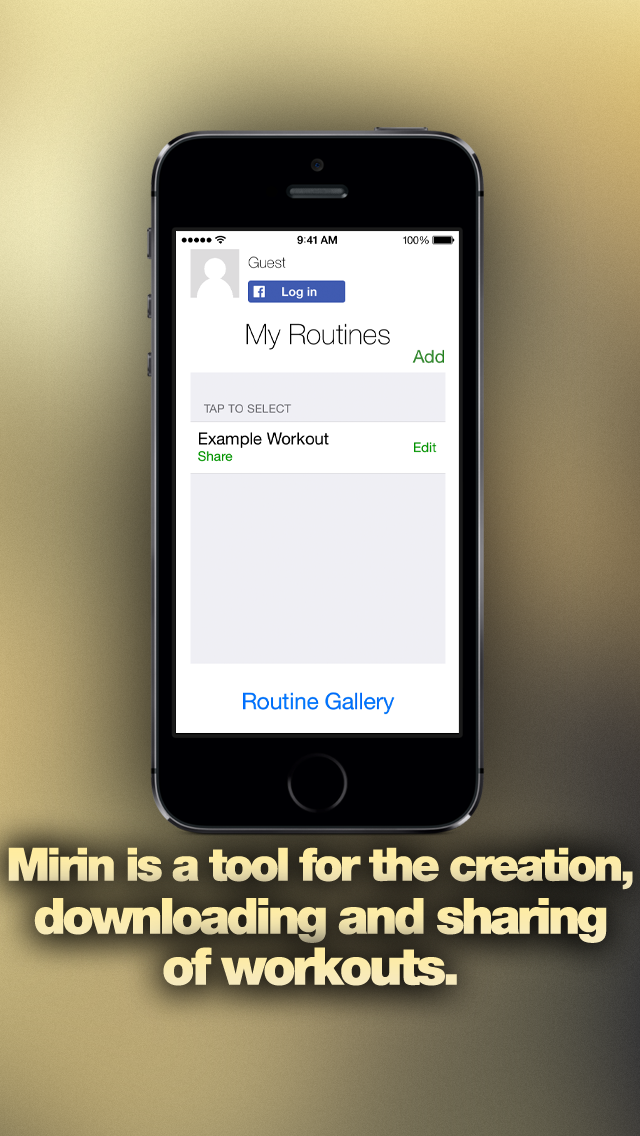 9:41 AM
100%
Guest
Log in
My Routines
Add
TAP TO SELECT
Example Workout
Share
Edit
Routine Gallery
Mirin is a tool for the creation,
downloading and sharing
of workouts.